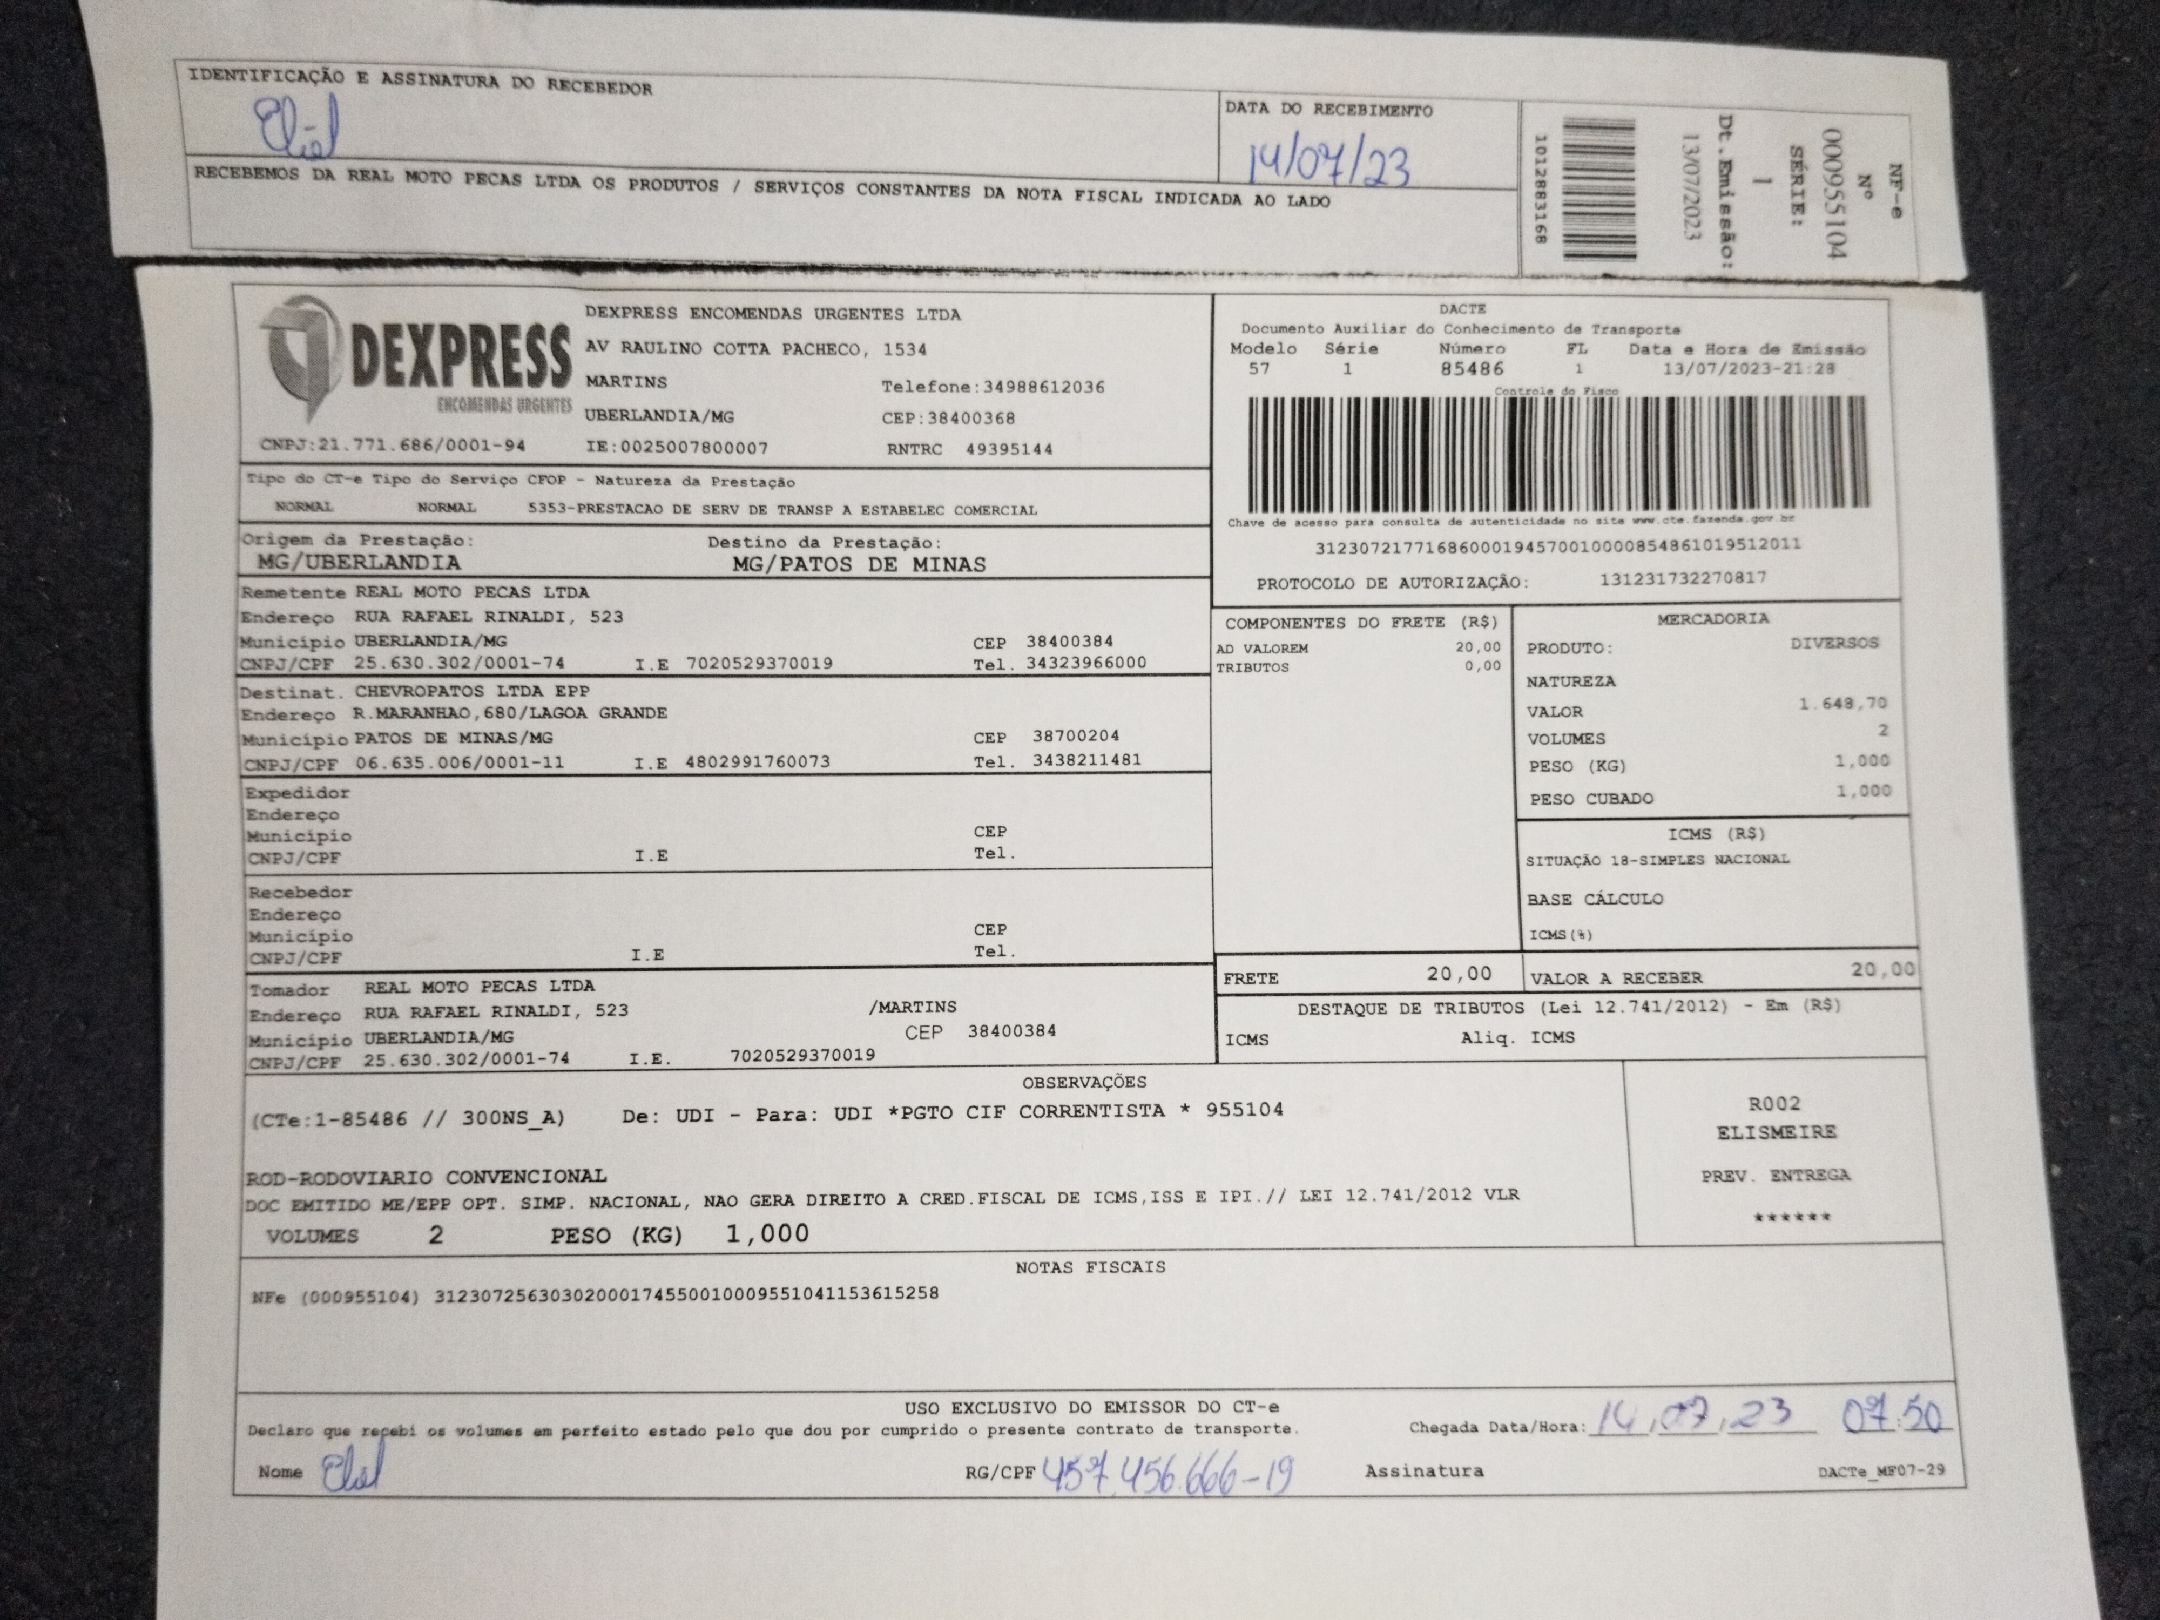 IDENTIFICAÇÃO E ASSINATURA DO RECEBEDOR
Eliel
DATA DO RECEBIMENTO
14/07/23
RECEBEMOS DA REAL MOTO PECAS LTDA OS PRODUTOS / SERVIÇOS CONSTANTES DA NOTA FISCAL INDICADA AO LADO
NF-e
Nº
000955104
SÉRIE:
1
Dt.Emissão:
13/07/2023
1012883168
DEXPRESS
ENCOMENDAS URGENTES
DEXPRESS ENCOMENDAS URGENTES LTDA
AV RAULINO COTTA PACHECO, 1534
MARTINS Telefone:34988612036
UBERLANDIA/MG CEP:38400368
CNPJ:21.771.686/0001-94 IE:0025007800007 RNTRC 49395144
DACTE
Documento Auxiliar do Conhecimento de Transporte
Modelo Série Número FL Data e Hora de Emissão
57 1 85486 1 13/07/2023-21:28
Controle do Fisco
Chave de acesso para consulta de autenticidade no site www.cte.fazenda.gov.br
31230721771686000194570010000854861019512011
PROTOCOLO DE AUTORIZAÇÃO: 131231732270817
Tipo do CT-e Tipo do Serviço CFOP - Natureza da Prestação
NORMAL NORMAL 5353-PRESTACAO DE SERV DE TRANSP A ESTABELEC COMERCIAL
Origem da Prestação: Destino da Prestação:
MG/UBERLANDIA MG/PATOS DE MINAS
Remetente REAL MOTO PECAS LTDA
Endereço RUA RAFAEL RINALDI, 523
Município UBERLANDIA/MG CEP 38400384
CNPJ/CPF 25.630.302/0001-74 I.E 7020529370019 Tel. 34323966000
Destinat. CHEVROPATOS LTDA EPP
Endereço R.MARANHAO,680/LAGOA GRANDE
Município PATOS DE MINAS/MG CEP 38700204
CNPJ/CPF 06.635.006/0001-11 I.E 4802991760073 Tel. 3438211481
Expedidor
Endereço
Município CEP
CNPJ/CPF I.E Tel.
Recebedor
Endereço
Município CEP
CNPJ/CPF I.E Tel.
Tomador REAL MOTO PECAS LTDA
Endereço RUA RAFAEL RINALDI, 523 /MARTINS
Município UBERLANDIA/MG CEP 38400384
CNPJ/CPF 25.630.302/0001-74 I.E. 7020529370019
COMPONENTES DO FRETE (R$)
AD VALOREM 20,00
TRIBUTOS 0,00
MERCADORIA
PRODUTO: DIVERSOS
NATUREZA
VALOR 1.648,70
VOLUMES 2
PESO (KG) 1,000
PESO CUBADO 1,000
ICMS (R$)
SITUAÇÃO 18-SIMPLES NACIONAL
BASE CÁLCULO
ICMS(%)
FRETE 20,00 VALOR A RECEBER 20,00
DESTAQUE DE TRIBUTOS (Lei 12.741/2012) - Em (R$)
ICMS Aliq. ICMS
OBSERVAÇÕES
(CTe:1-85486 // 300NS_A) De: UDI - Para: UDI *PGTO CIF CORRENTISTA * 955104
ROD-RODOVIARIO CONVENCIONAL
DOC EMITIDO ME/EPP OPT. SIMP. NACIONAL, NAO GERA DIREITO A CRED.FISCAL DE ICMS,ISS E IPI.// LEI 12.741/2012 VLR
VOLUMES 2 PESO (KG) 1,000
R002
ELISMEIRE
PREV. ENTREGA
******
NOTAS FISCAIS
NFe (000955104) 31230725630302000174550010009551041153615258
USO EXCLUSIVO DO EMISSOR DO CT-e
Declaro que recebi os volumes em perfeito estado pelo que dou por cumprido o presente contrato de transporte.
Chegada Data/Hora: 14,07,23 07:50
Nome Eliel RG/CPF 457.456.666-19 Assinatura DACTe_MF07-29